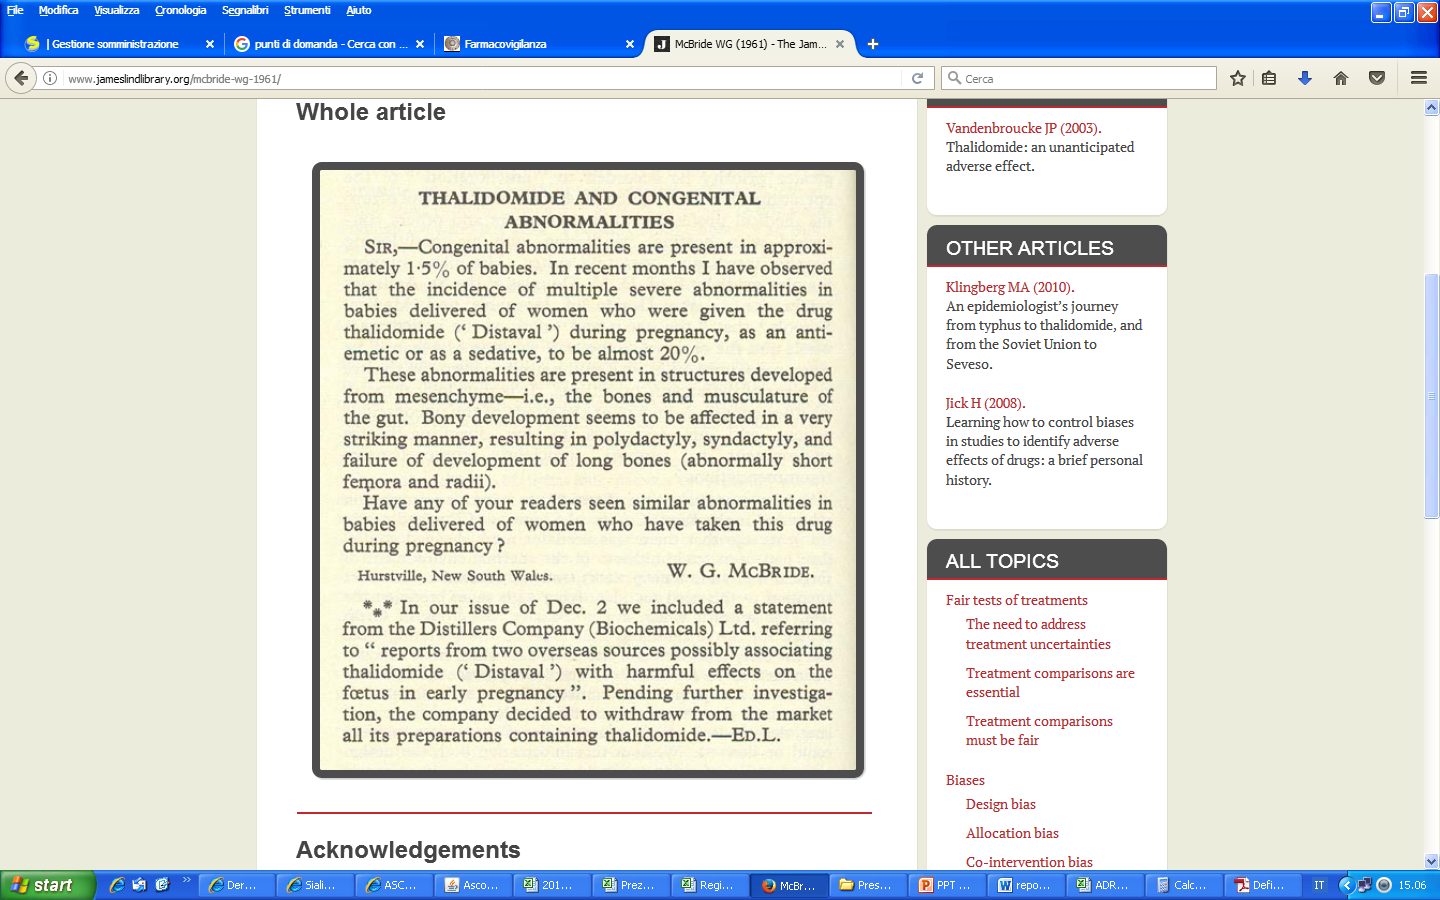 File Modifica Visualizza Cronologia Segnalibri Strumenti Aiuto
| Gestione somministrazione
punti di domanda - Cerca con ...
Farmacovigilanza
McBride WG (1961) - The Jam...
www.jameslindlibrary.org/mcbride-wg-1961/
Cerca
Whole article
THALIDOMIDE AND CONGENITAL
ABNORMALITIES
SIR,—Congenital abnormalities are present in approxi-
mately 1·5% of babies. In recent months I have observed
that the incidence of multiple severe abnormalities in
babies delivered of women who were given the drug
thalidomide (‘ Distaval ’) during pregnancy, as an anti-
emetic or as a sedative, to be almost 20%.
These abnormalities are present in structures developed
from mesenchyme—i.e., the bones and musculature of
the gut. Bony development seems to be affected in a very
striking manner, resulting in polydactyly, syndactyly, and
failure of development of long bones (abnormally short
femora and radii).
Have any of your readers seen similar abnormalities in
babies delivered of women who have taken this drug
during pregnancy ?
Hurstville, New South Wales. W. G. MCBRIDE.
*** In our issue of Dec. 2 we included a statement
from the Distillers Company (Biochemicals) Ltd. referring
to “ reports from two overseas sources possibly associating
thalidomide (‘ Distaval ’) with harmful effects on the
fœtus in early pregnancy ”. Pending further investiga-
tion, the company decided to withdraw from the market
all its preparations containing thalidomide.—ED.L.
Acknowledgements
Vandenbroucke JP (2003).
Thalidomide: an unanticipated
adverse effect.
OTHER ARTICLES
Klingberg MA (2010).
An epidemiologist’s journey
from typhus to thalidomide, and
from the Soviet Union to
Seveso.
Jick H (2008).
Learning how to control biases
in studies to identify adverse
effects of drugs: a brief personal
history.
ALL TOPICS
Fair tests of treatments
The need to address
treatment uncertainties
Treatment comparisons are
essential
Treatment comparisons
must be fair
Biases
Design bias
Allocation bias
Co-intervention bias
start
Der...
Siali...
ASC...
Asco...
201...
Prez...
Regi...
McBr...
Pres...
PPT ...
repo...
ADR...
Calc...
Defi...
IT
15.06